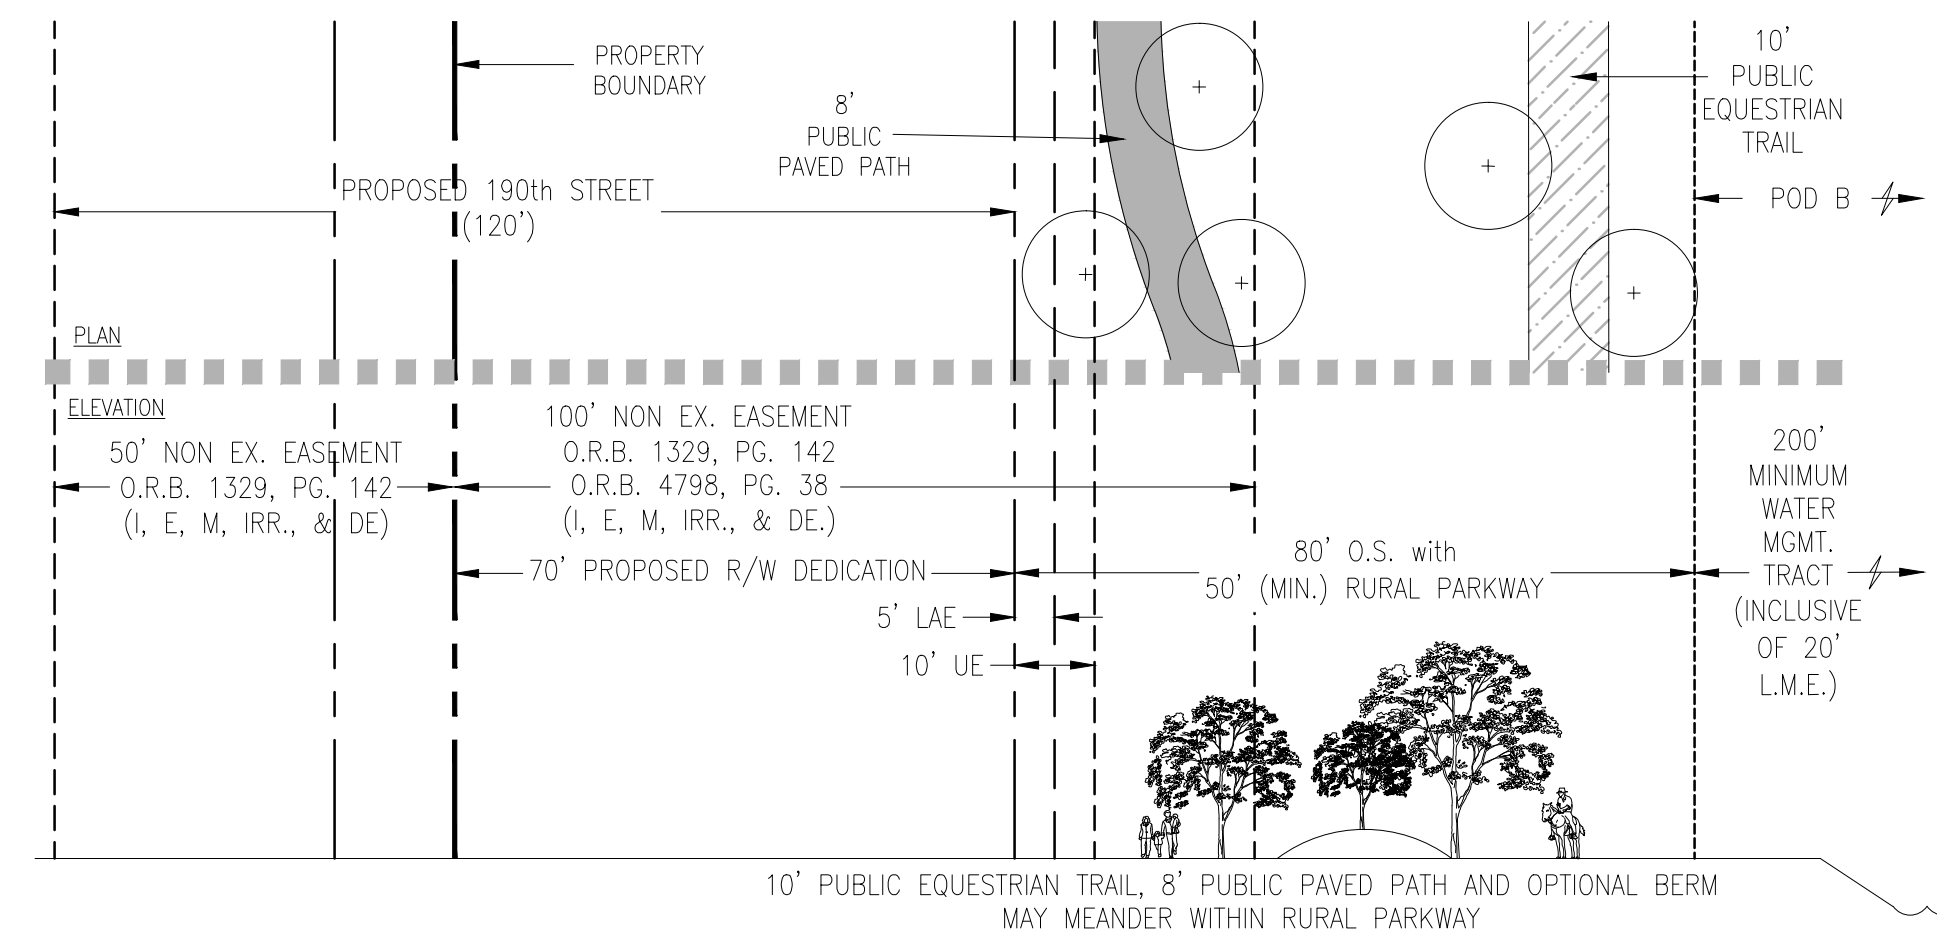 PROPERTY
BOUNDARY
8'
PUBLIC
PAVED PATH
10'
PUBLIC
EQUESTRIAN
TRAIL
PROPOSED 190th STREET
(120')
POD B
PLAN
ELEVATION
50' NON EX. EASEMENT
O.R.B. 1329, PG. 142
(I, E, M, IRR., & DE)
100' NON EX. EASEMENT
O.R.B. 1329, PG. 142
O.R.B. 4798, PG. 38
(I, E, M, IRR., & DE.)
70' PROPOSED R/W DEDICATION
80' O.S. with
50' (MIN.) RURAL PARKWAY
200'
MINIMUM
WATER
MGMT.
TRACT
(INCLUSIVE
OF 20'
L.M.E.)
5' LAE
10' UE
10' PUBLIC EQUESTRIAN TRAIL, 8' PUBLIC PAVED PATH AND OPTIONAL BERM
MAY MEANDER WITHIN RURAL PARKWAY